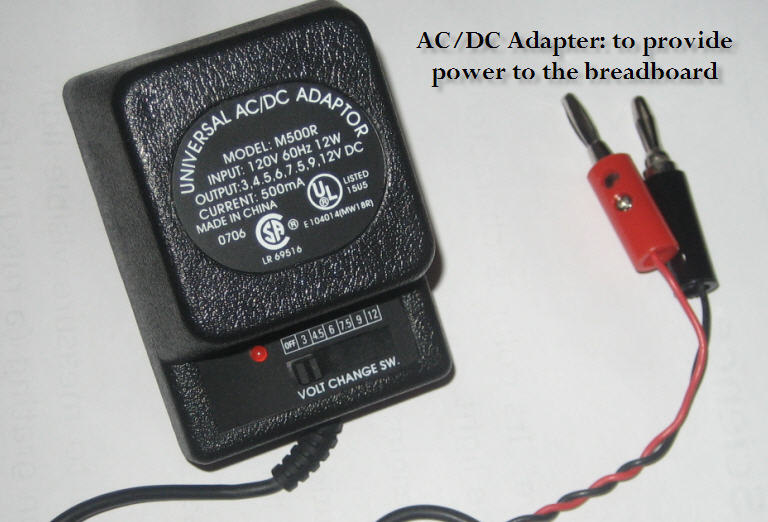 AC/DC Adapter: to provide
power to the breadboard
UNIVERSAL AC/DC ADAPTOR
MODEL: M500R
INPUT: 120V 60Hz 12W
OUTPUT:3,4.5,6,7.5,9,12V DC
CURRENT: 500mA
MADE IN CHINA
0706
SA ®
LR 69516
UL ®
LISTED
15U5
E104014(MW18R)
OFF 3 4.5 6 7.5 9 12
VOLT CHANGE SW.